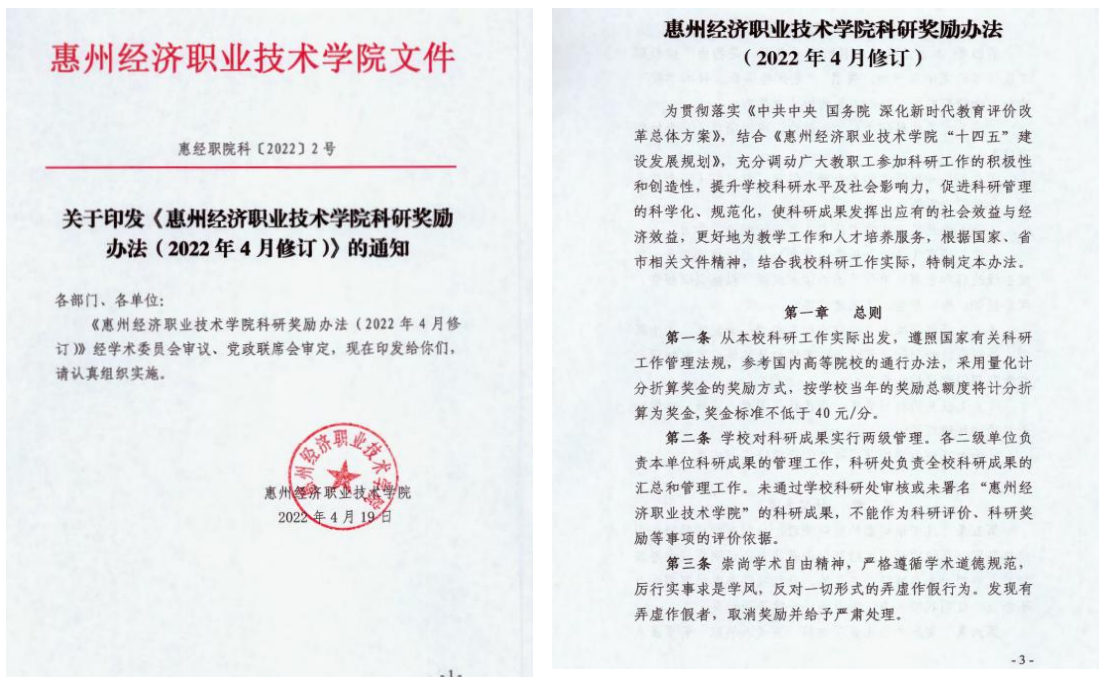 惠州经济职业技术学院文件
惠经职院科〔2022〕2 号
关于印发《惠州经济职业技术学院科研奖励
办法（2022 年 4 月修订）》的通知
各部门、各单位：
《惠州经济职业技术学院科研奖励办法（2022 年 4 月修
订）》经学术委员会审议、党政联席会审定，现在印发给你们，
请认真组织实施。
惠州经济职业技术学院
惠州经济职业技术学院
2022 年 4 月 19 日
-1-
惠州经济职业技术学院科研奖励办法
（2022 年 4 月修订）
为贯彻落实《中共中央 国务院 深化新时代教育评价改
革总体方案》，结合《惠州经济职业技术学院“十四五”建
设发展规划》，充分调动广大教职工参加科研工作的积极性
和创造性，提升学校科研水平及社会影响力，促进科研管理
的科学化、规范化，使科研成果发挥出应有的社会效益与经
济效益，更好地为教学工作和人才培养服务，根据国家、省
市相关文件精神，结合我校科研工作实际，特制定本办法。
第一章 总则
第一条 从本校科研工作实际出发，遵照国家有关科研
工作管理法规，参考国内高等院校的通行办法，采用量化计
分折算奖金的奖励方式，按学校当年的奖励总额度将计分折
算为奖金,奖金标准不低于 40 元/分。
第二条 学校对科研成果实行两级管理。各二级单位负
责本单位科研成果的管理工作，科研处负责全校科研成果的
汇总和管理工作。未通过学校科研处审核或未署名“惠州经
济职业技术学院”的科研成果，不能作为科研评价、科研奖
励等事项的评价依据。
第三条 崇尚学术自由精神，严格遵循学术道德规范，
厉行实事求是学风，反对一切形式的弄虚作假行为。发现有
弄虚作假者，取消奖励并给予严肃处理。
-3-